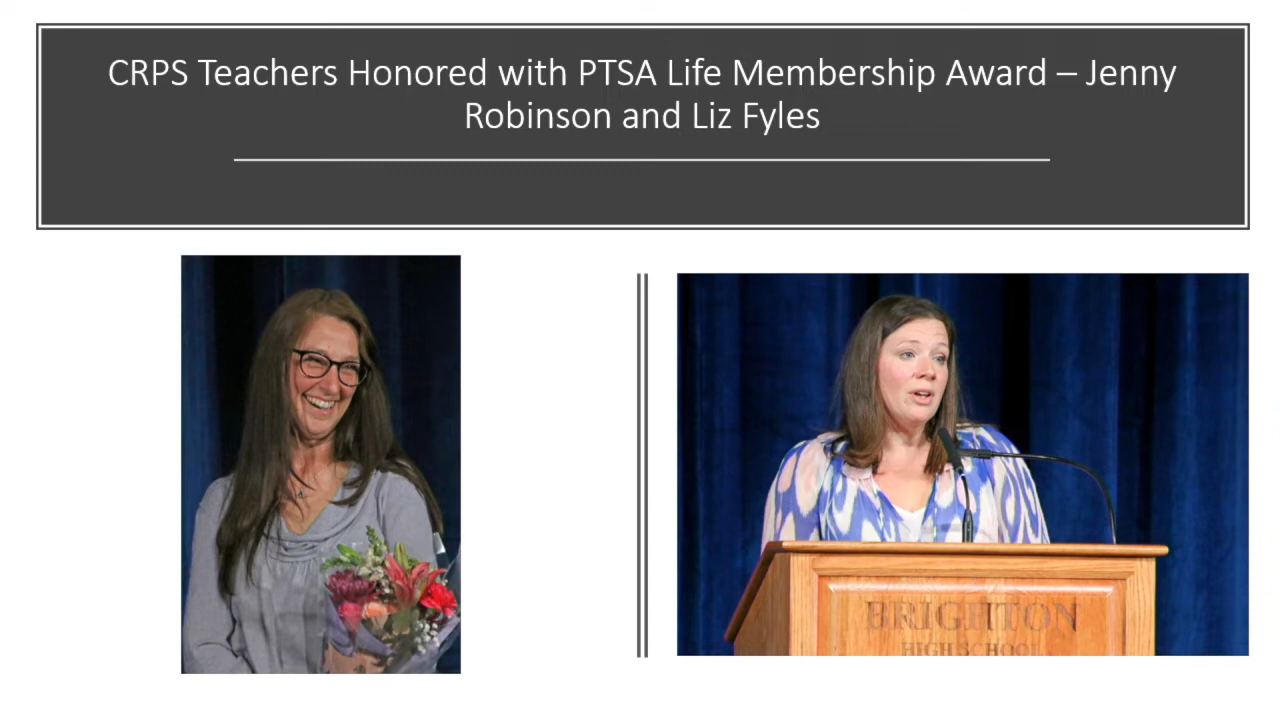 CRPS Teachers Honored with PTSA Life Membership Award – Jenny
Robinson and Liz Fyles
BRIGHTON
HIGH SCHOOL